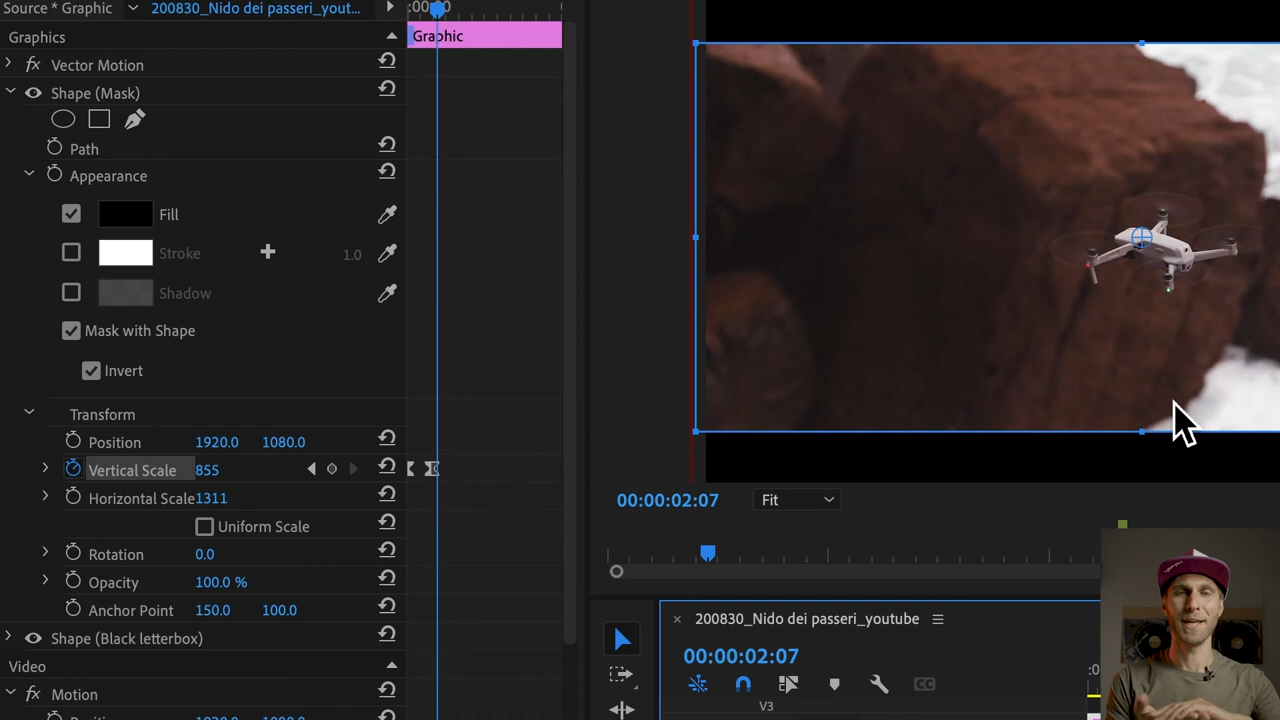 Source * Graphic
200830_Nido dei passeri_yout...
Graphics
Graphic
fx Vector Motion
Shape (Mask)
Path
Appearance
Fill
Stroke 1.0
Shadow
Mask with Shape
Invert
Transform
Position 1920.0 1080.0
Vertical Scale 855
Horizontal Scale 1311
Uniform Scale
Rotation 0.0
Opacity 100.0 %
Anchor Point 150.0 100.0
Shape (Black letterbox)
Video
fx Motion
00:00:02:07
Fit
200830_Nido dei passeri_youtube
00:00:02:07
CC
V3